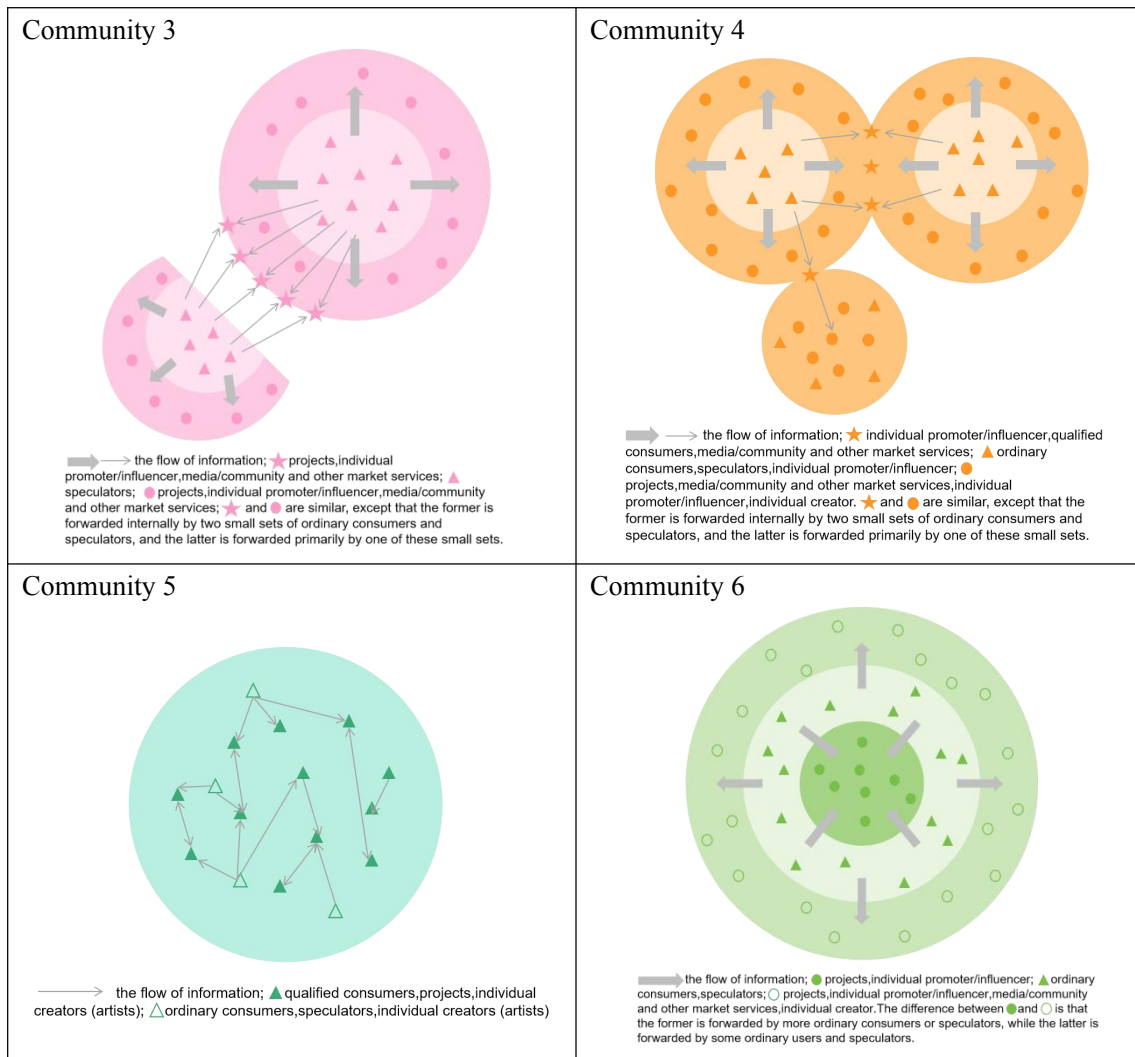 Community 3
the flow of information; projects,individual
promoter/influencer,media/community and other market services;
speculators; projects,individual promoter/influencer,media/community
and other market services; and are similar, except that the former is
forwarded internally by two small sets of ordinary consumers and
speculators, and the latter is forwarded primarily by one of these small sets.
Community 4
the flow of information; individual promoter/influencer,qualified
consumers,media/community and other market services; ordinary
consumers,speculators,individual promoter/influencer;
projects,media/community and other market services,individual
promoter/influencer,individual creator. and are similar, except that the
former is forwarded internally by two small sets of ordinary consumers and
speculators, and the latter is forwarded primarily by one of these small sets.
Community 5
the flow of information; qualified consumers,projects,individual
creators (artists); ordinary consumers,speculators,individual creators (artists)
Community 6
the flow of information; projects,individual promoter/influencer; ordinary
consumers,speculators; projects,individual promoter/influencer,media/community
and other market services,individual creator.The difference between and is that
the former is forwarded by more ordinary consumers or speculators, while the latter is
forwarded by some ordinary users and speculators.